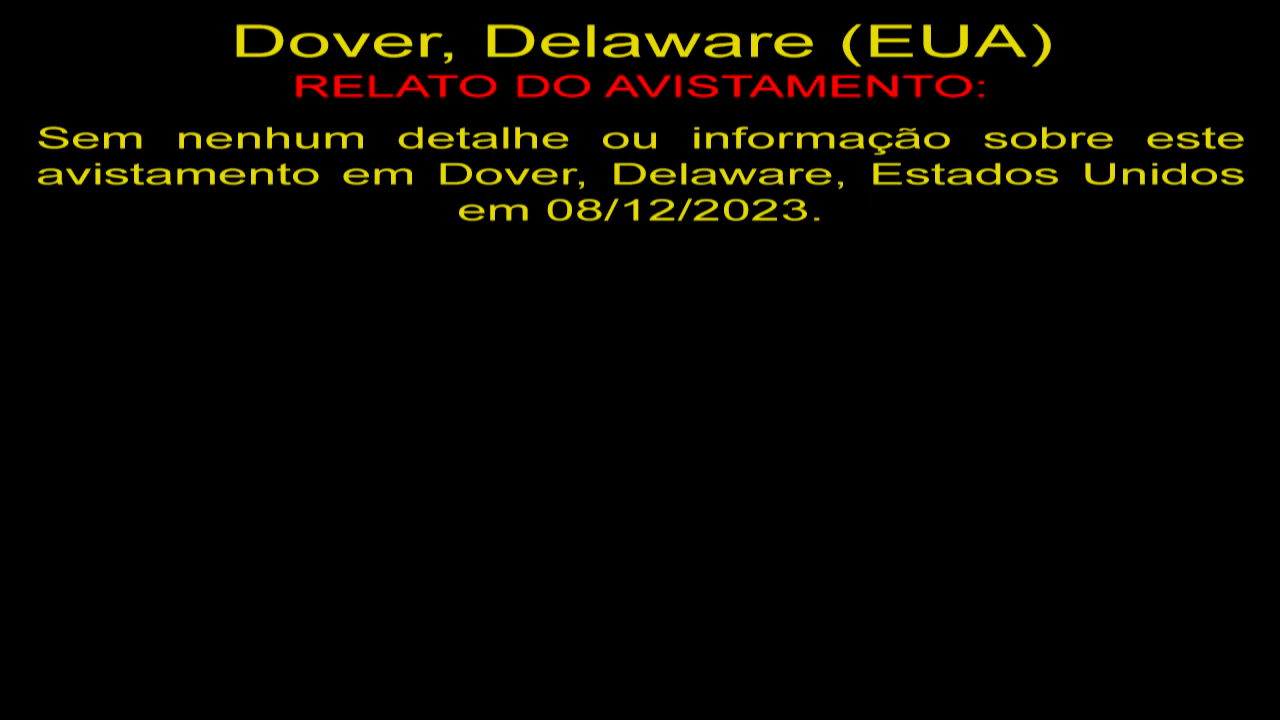 Dover, Delaware (EUA)
RELATO DO AVISTAMENTO:
Sem nenhum detalhe ou informação sobre este
avistamento em Dover, Delaware, Estados Unidos
em 08/12/2023.